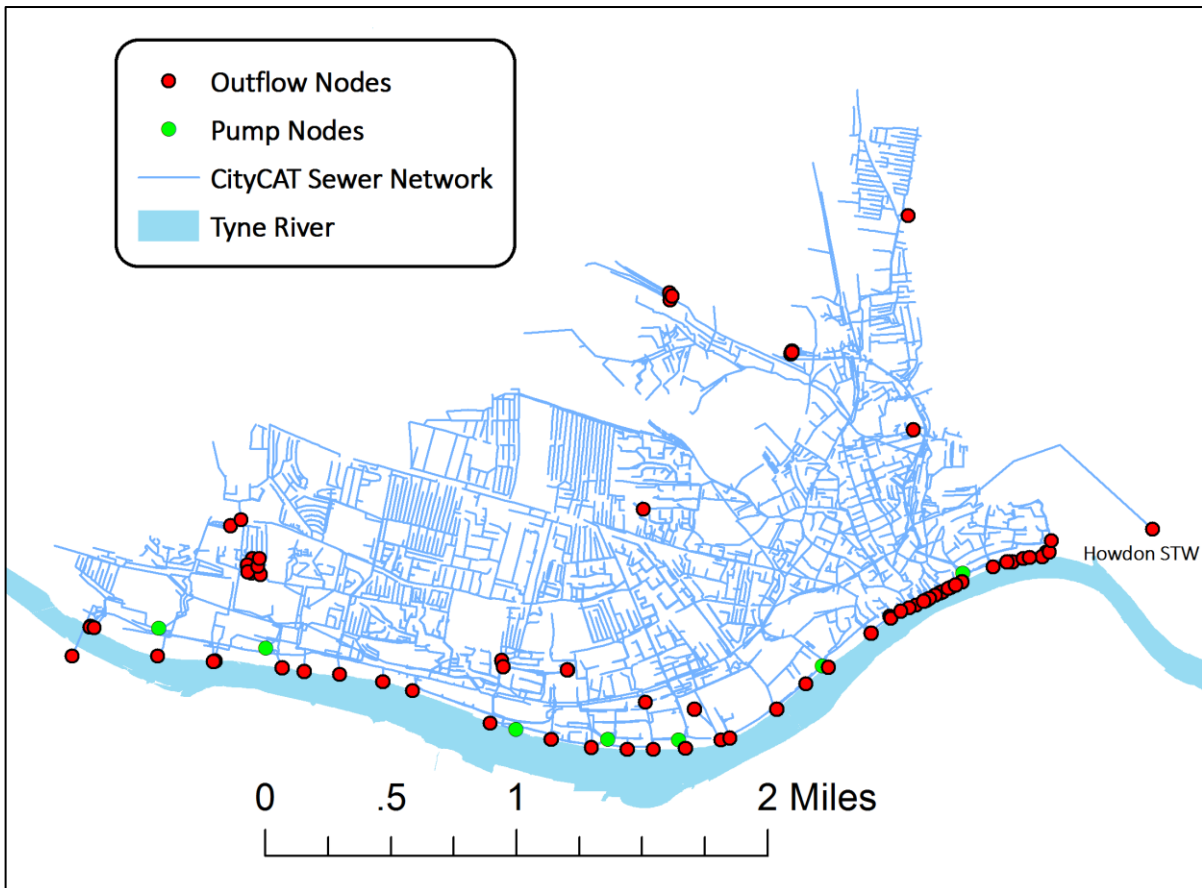 Outflow Nodes
Pump Nodes
CityCAT Sewer Network
Tyne River
Howdon STW
0 .5 1 2 Miles